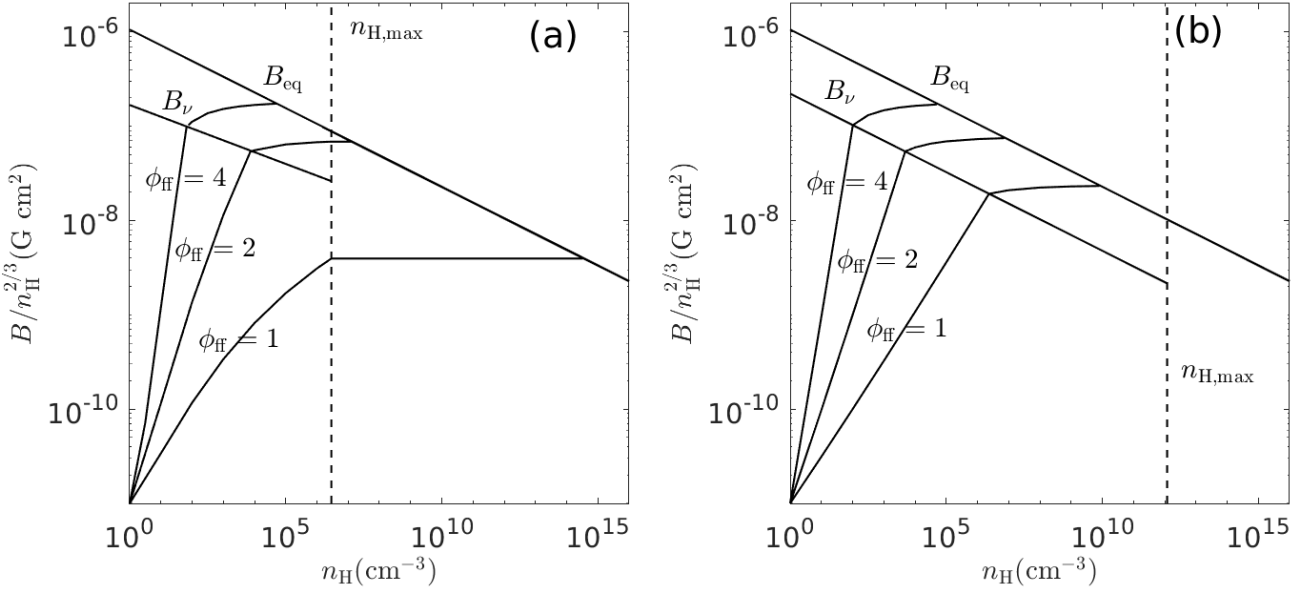 (a)
n_H,max
B_eq
B_ν
ϕ_ff = 4
ϕ_ff = 2
ϕ_ff = 1
10^-6
10^-8
10^-10
B/n_H^2/3 (G cm^2)
10^0
10^5
10^10
10^15
n_H(cm^−3)
(b)
B_eq
B_ν
ϕ_ff = 4
ϕ_ff = 2
ϕ_ff = 1
n_H,max
10^-6
10^-8
10^-10
B/n_H^2/3 (G cm^2)
10^0
10^5
10^10
10^15
n_H(cm^−3)